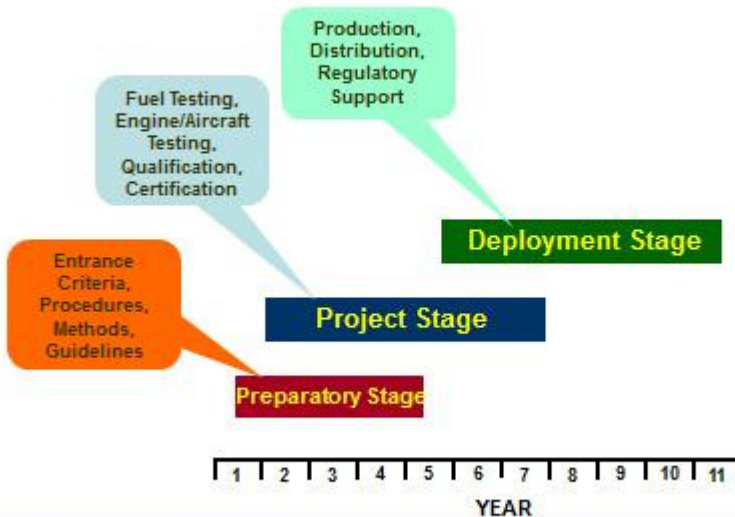 Production,
Distribution,
Regulatory
Support
Fuel Testing,
Engine/Aircraft
Testing,
Qualification,
Certification
Deployment Stage
Entrance
Criteria,
Procedures,
Methods,
Guidelines
Project Stage
Preparatory Stage
1 2 3 4 5 6 7 8 9 10 11
YEAR